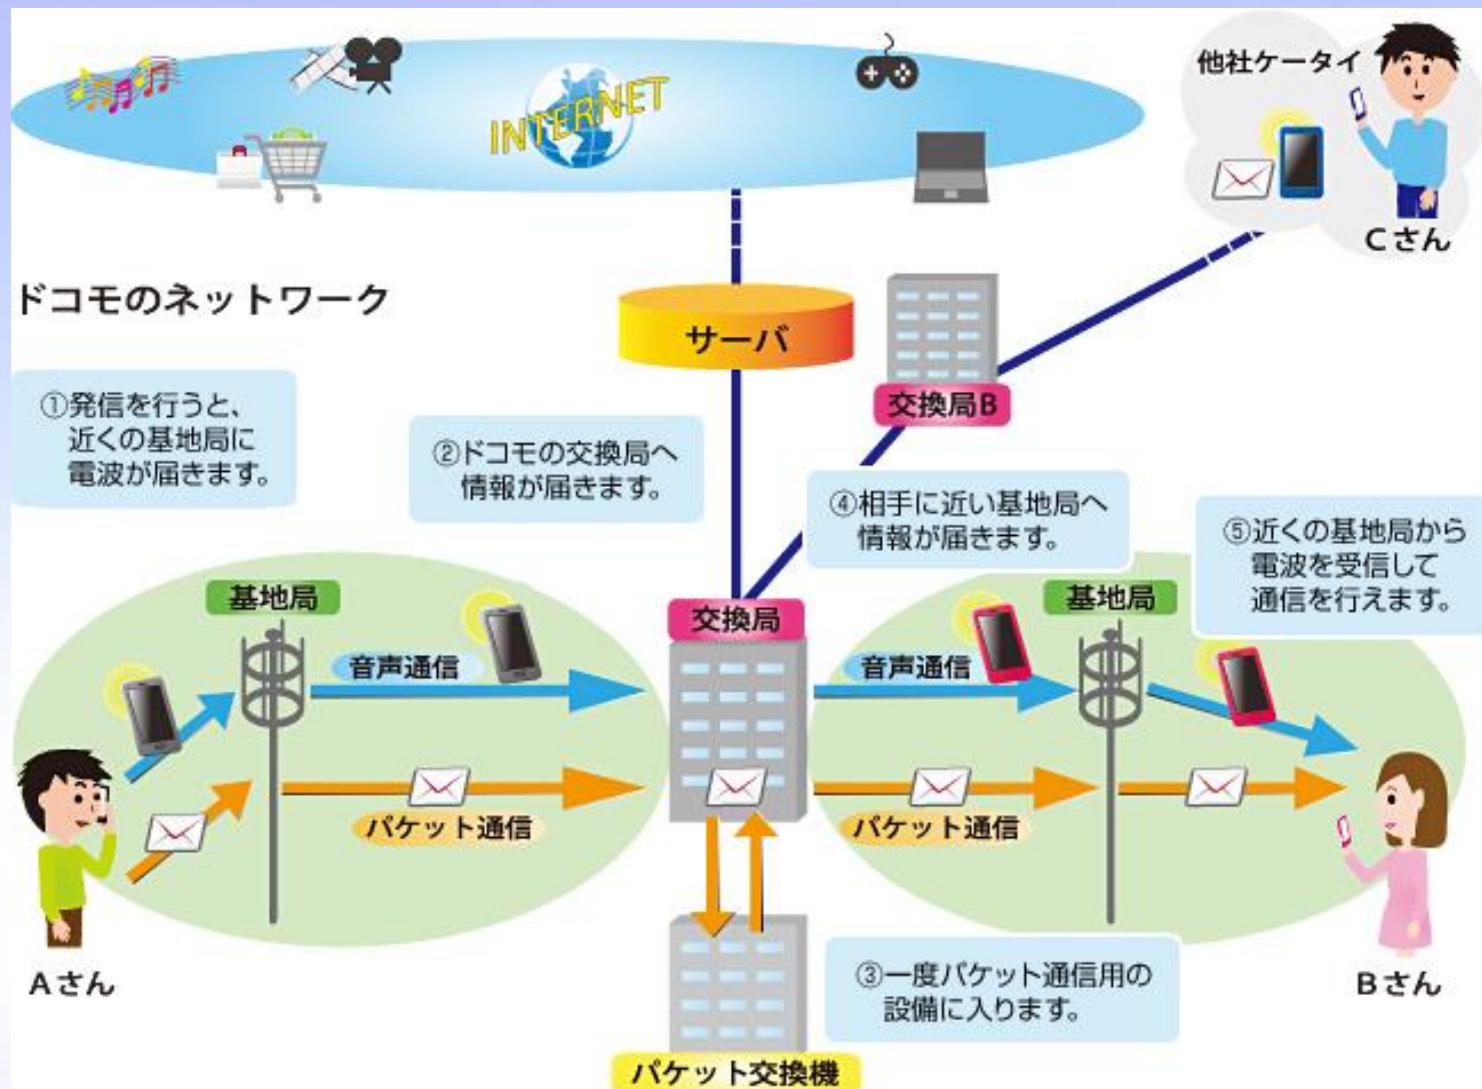 INTERNET
他社ケータイ
Cさん
ドコモのネットワーク
サーバ
交換局B
①発信を行うと、
近くの基地局に
電波が届きます。
②ドコモの交換局へ
情報が届きます。
④相手に近い基地局へ
情報が届きます。
⑤近くの基地局から
電波を受信して
通信を行えます。
基地局
交換局
基地局
音声通信
音声通信
パケット通信
パケット通信
Aさん
③一度パケット通信用の
設備に入ります。
Bさん
パケット交換機